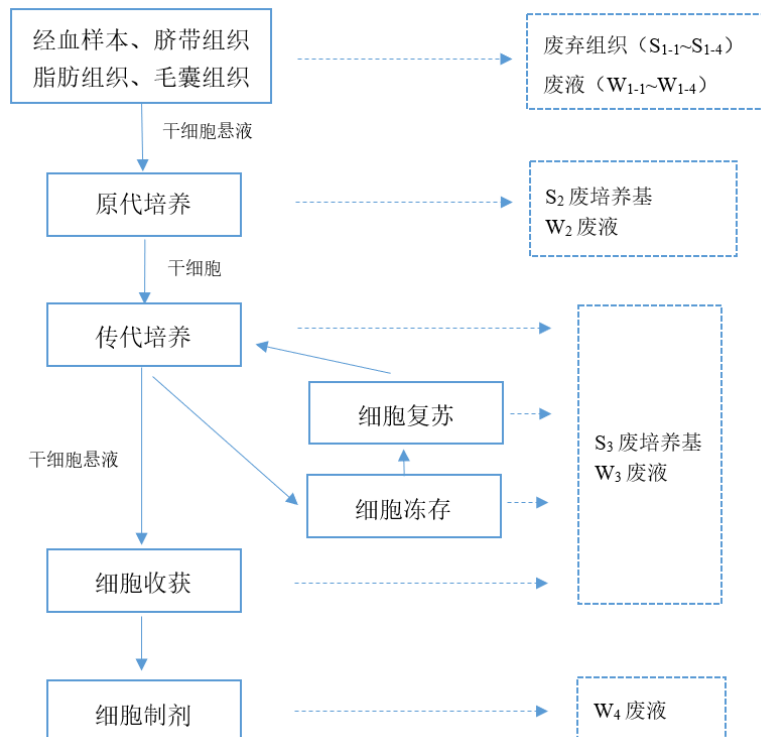 经血样本、脐带组织
脂肪组织、毛囊组织
废弃组织（S1-1~S1-4）
废液（W1-1~W1-4）
干细胞悬液
原代培养
S2 废培养基
W2 废液
干细胞
传代培养
细胞复苏
干细胞悬液
S3 废培养基
W3 废液
细胞冻存
细胞收获
细胞制剂
W4 废液